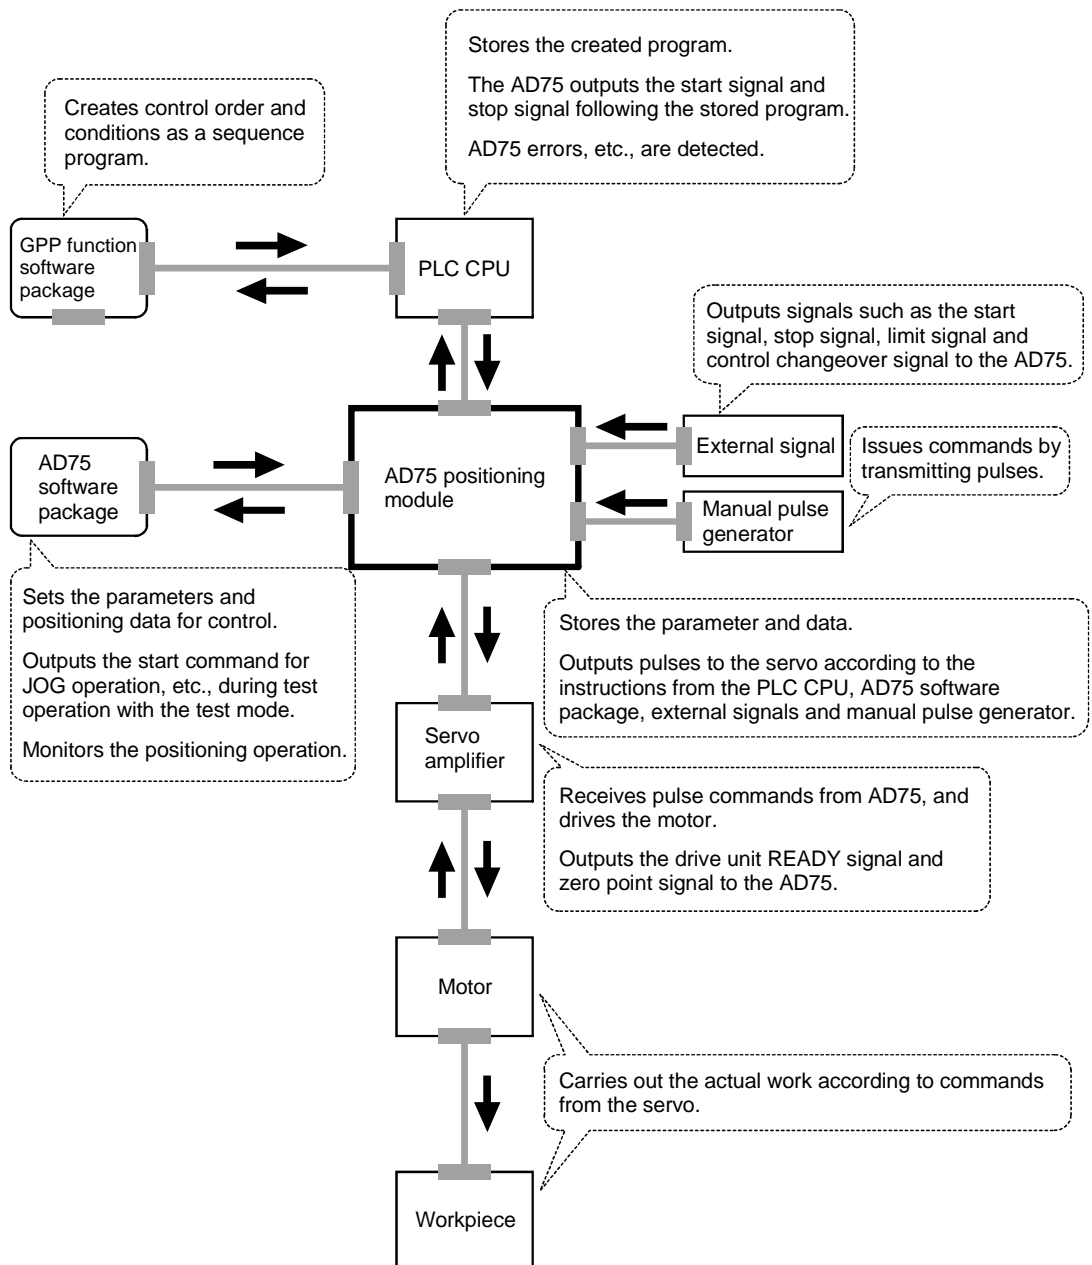 Stores the created program.
The AD75 outputs the start signal and
stop signal following the stored program.
AD75 errors, etc., are detected.
Creates control order and
conditions as a sequence
program.
GPP function
software
package
PLC CPU
Outputs signals such as the start
signal, stop signal, limit signal and
control changeover signal to the AD75.
AD75
software
package
AD75 positioning
module
External signal
Issues commands by
transmitting pulses.
Manual pulse
generator
Sets the parameters and
positioning data for control.
Outputs the start command for
JOG operation, etc., during test
operation with the test mode.
Monitors the positioning operation.
Stores the parameter and data.
Outputs pulses to the servo according to the
instructions from the PLC CPU, AD75 software
package, external signals and manual pulse generator.
Servo
amplifier
Receives pulse commands from AD75, and
drives the motor.
Outputs the drive unit READY signal and
zero point signal to the AD75.
Motor
Carries out the actual work according to commands
from the servo.
Workpiece